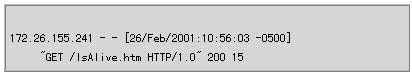 172.26.155.241 - - [26/Feb/2001:10:56:03 -0500]
"GET /IsAlive.htm HTTP/1.0" 200 15